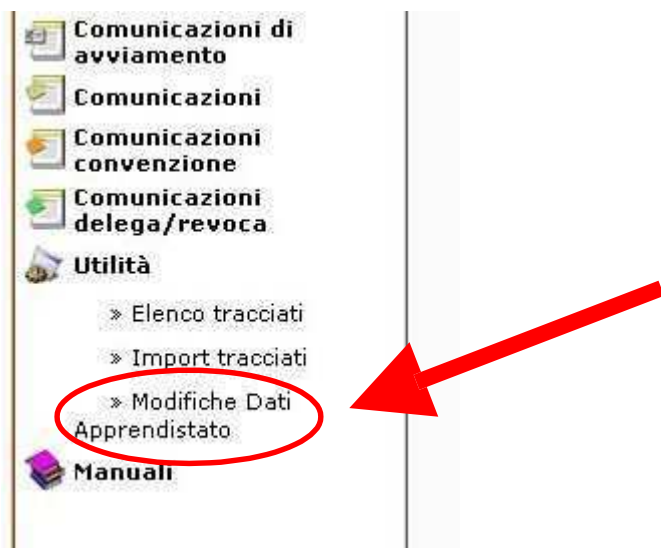 Comunicazioni di
avviamento
Comunicazioni
Comunicazioni
convenzione
Comunicazioni
delega/revoca
Utilità
» Elenco tracciati
» Import tracciati
» Modifiche Dati
Apprendistato
Manuali